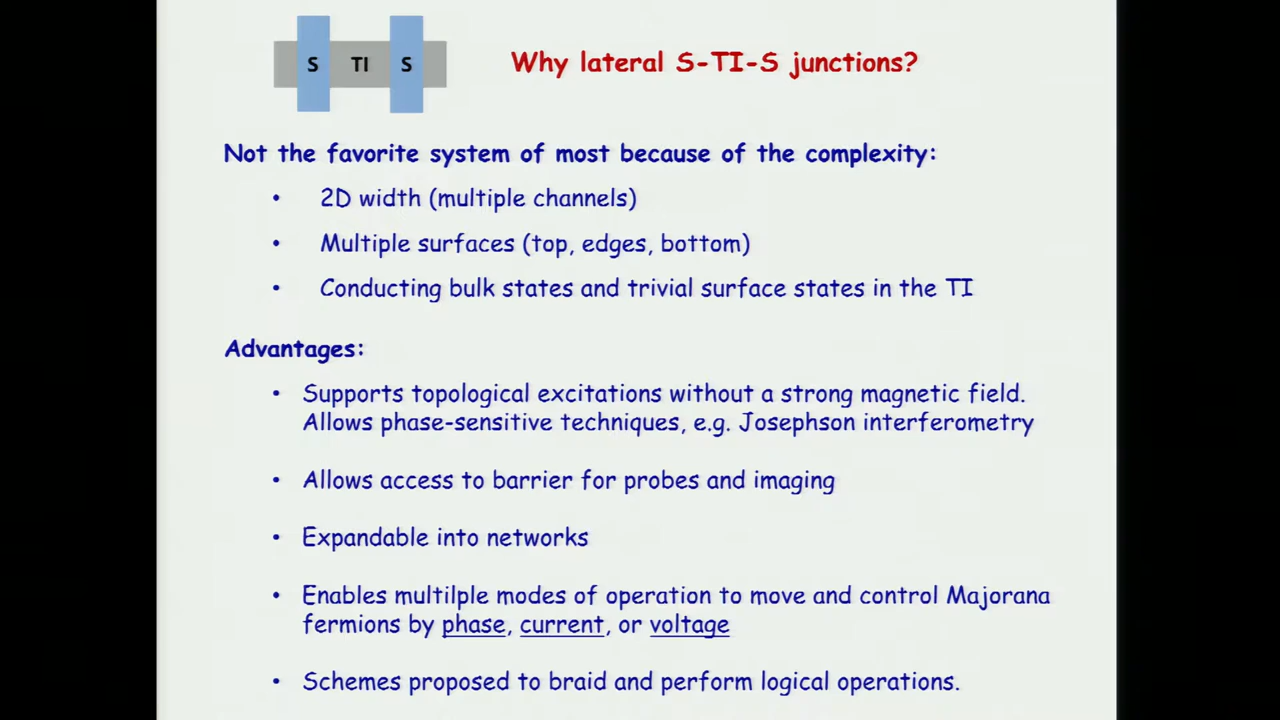 S TI S
Why lateral S-TI-S junctions?
Not the favorite system of most because of the complexity:
• 2D width (multiple channels)
• Multiple surfaces (top, edges, bottom)
• Conducting bulk states and trivial surface states in the TI
Advantages:
• Supports topological excitations without a strong magnetic field.
Allows phase-sensitive techniques, e.g. Josephson interferometry
• Allows access to barrier for probes and imaging
• Expandable into networks
• Enables multilple modes of operation to move and control Majorana
fermions by phase, current, or voltage
• Schemes proposed to braid and perform logical operations.